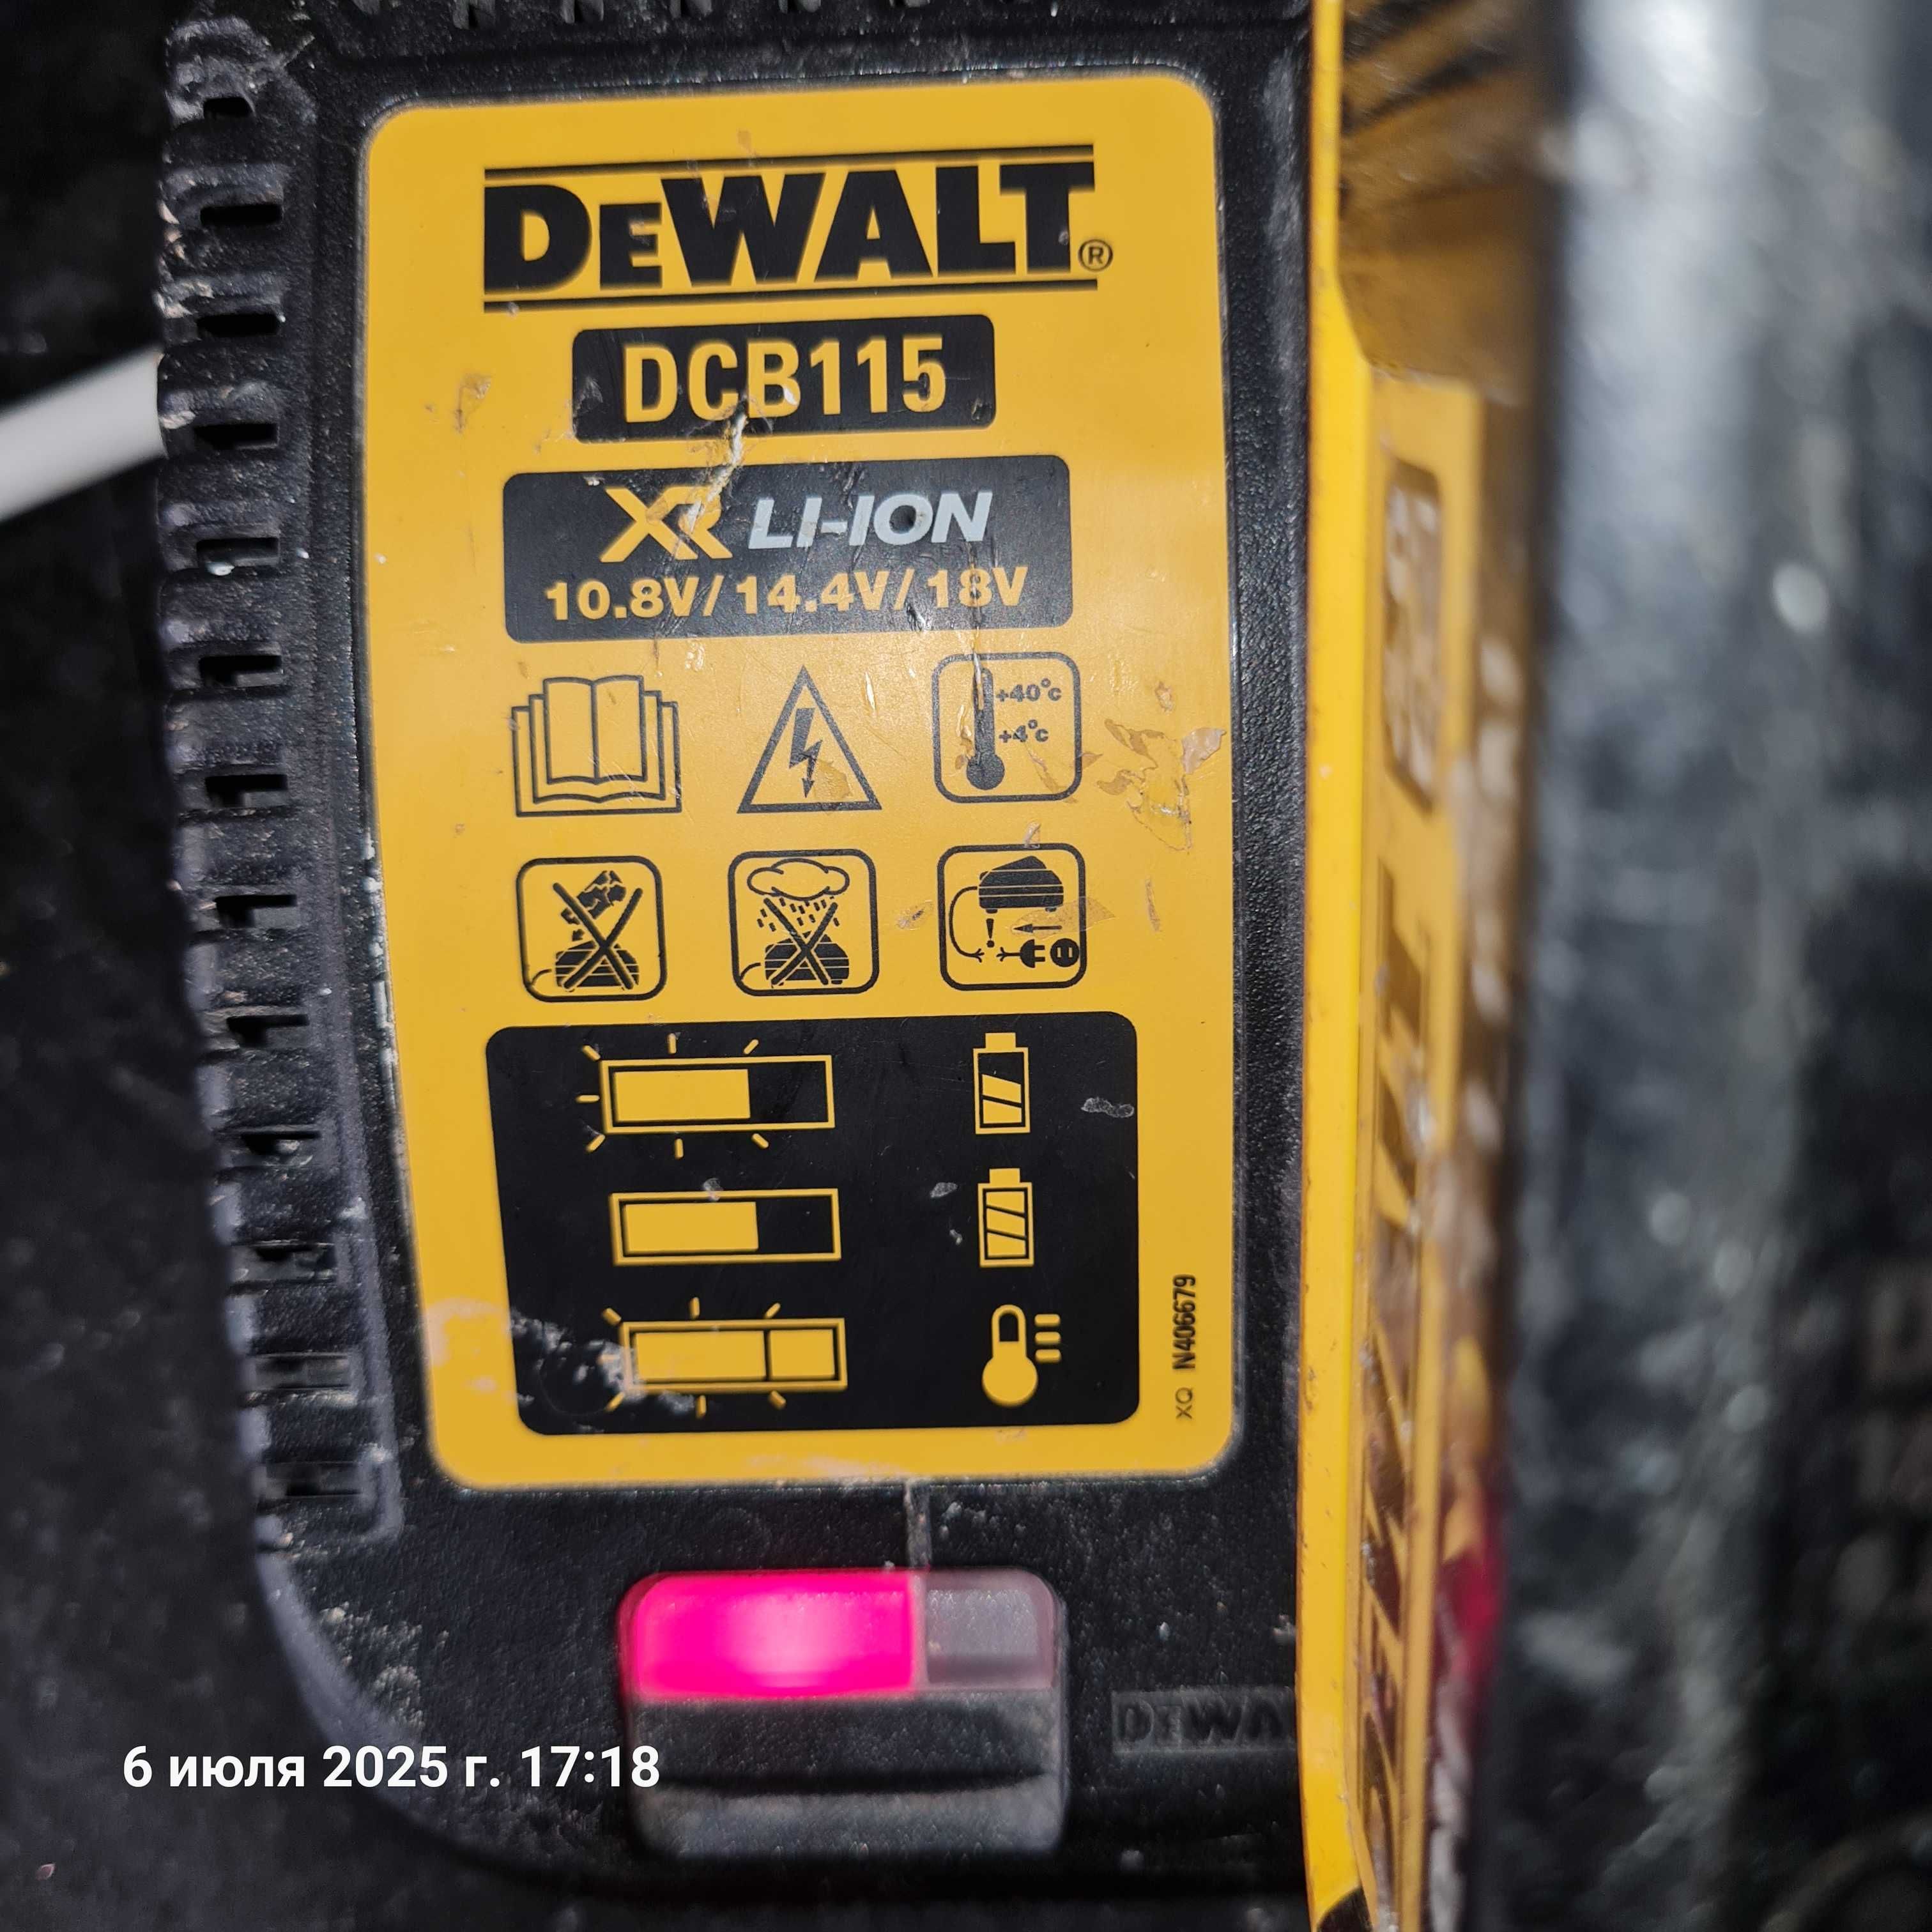 DEWALT®
DCB115
XR LI-ION
10.8V/14.4V/18V
+40°c
+4°c
XQ N406679
DEWA
6 июля 2025 г. 17:18